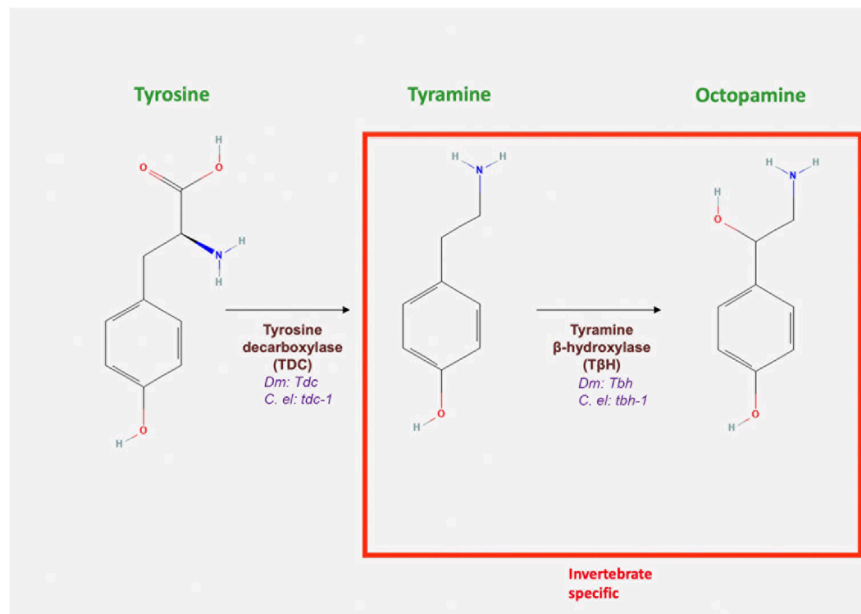 Tyrosine
Tyramine
Octopamine
H
O
O
N
H
H
O
H
Tyrosine
decarboxylase
(TDC)
Dm: Tdc
C. el: tdc-1
H
N
H
O
H
Tyramine
β-hydroxylase
(TβH)
Dm: Tbh
C. el: tbh-1
H
N
H
H
O
O
H
Invertebrate
specific